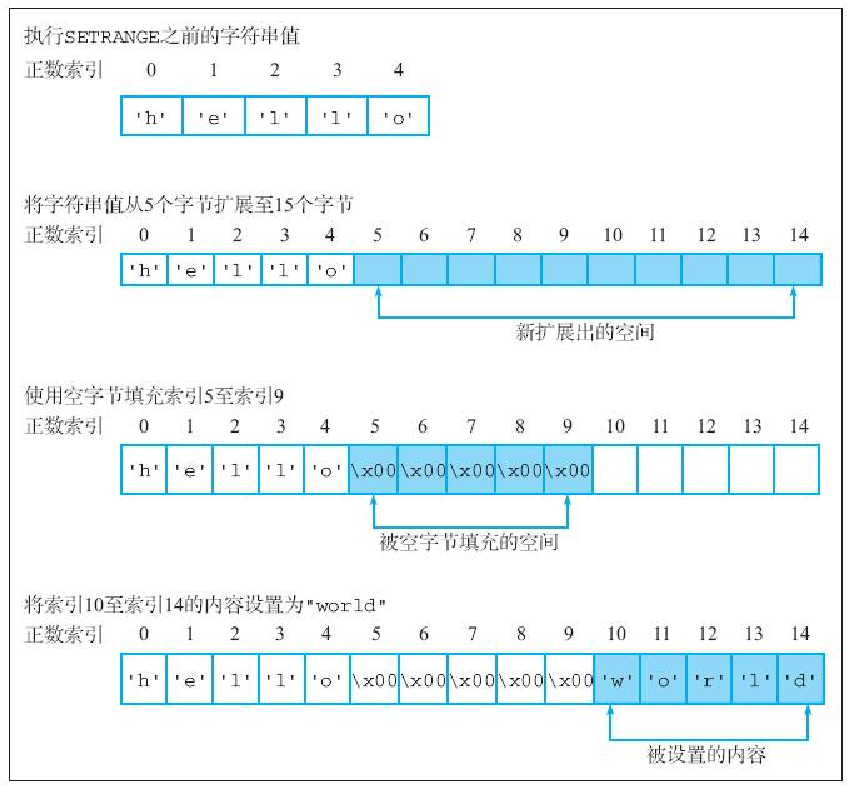 执行SETRANGE之前的字符串值
正数索引 0 1 2 3 4
'h' 'e' 'l' 'l' 'o'
将字符串值从5个字节扩展至15个字节
正数索引 0 1 2 3 4 5 6 7 8 9 10 11 12 13 14
'h' 'e' 'l' 'l' 'o'
新扩展出的空间
使用空字节填充索引5至索引9
正数索引 0 1 2 3 4 5 6 7 8 9 10 11 12 13 14
'h' 'e' 'l' 'l' 'o' \x00 \x00 \x00 \x00 \x00
被空字节填充的空间
将索引10至索引14的内容设置为"world"
正数索引 0 1 2 3 4 5 6 7 8 9 10 11 12 13 14
'h' 'e' 'l' 'l' 'o' \x00 \x00 \x00 \x00 \x00 'w' 'o' 'r' 'l' 'd'
被设置的内容